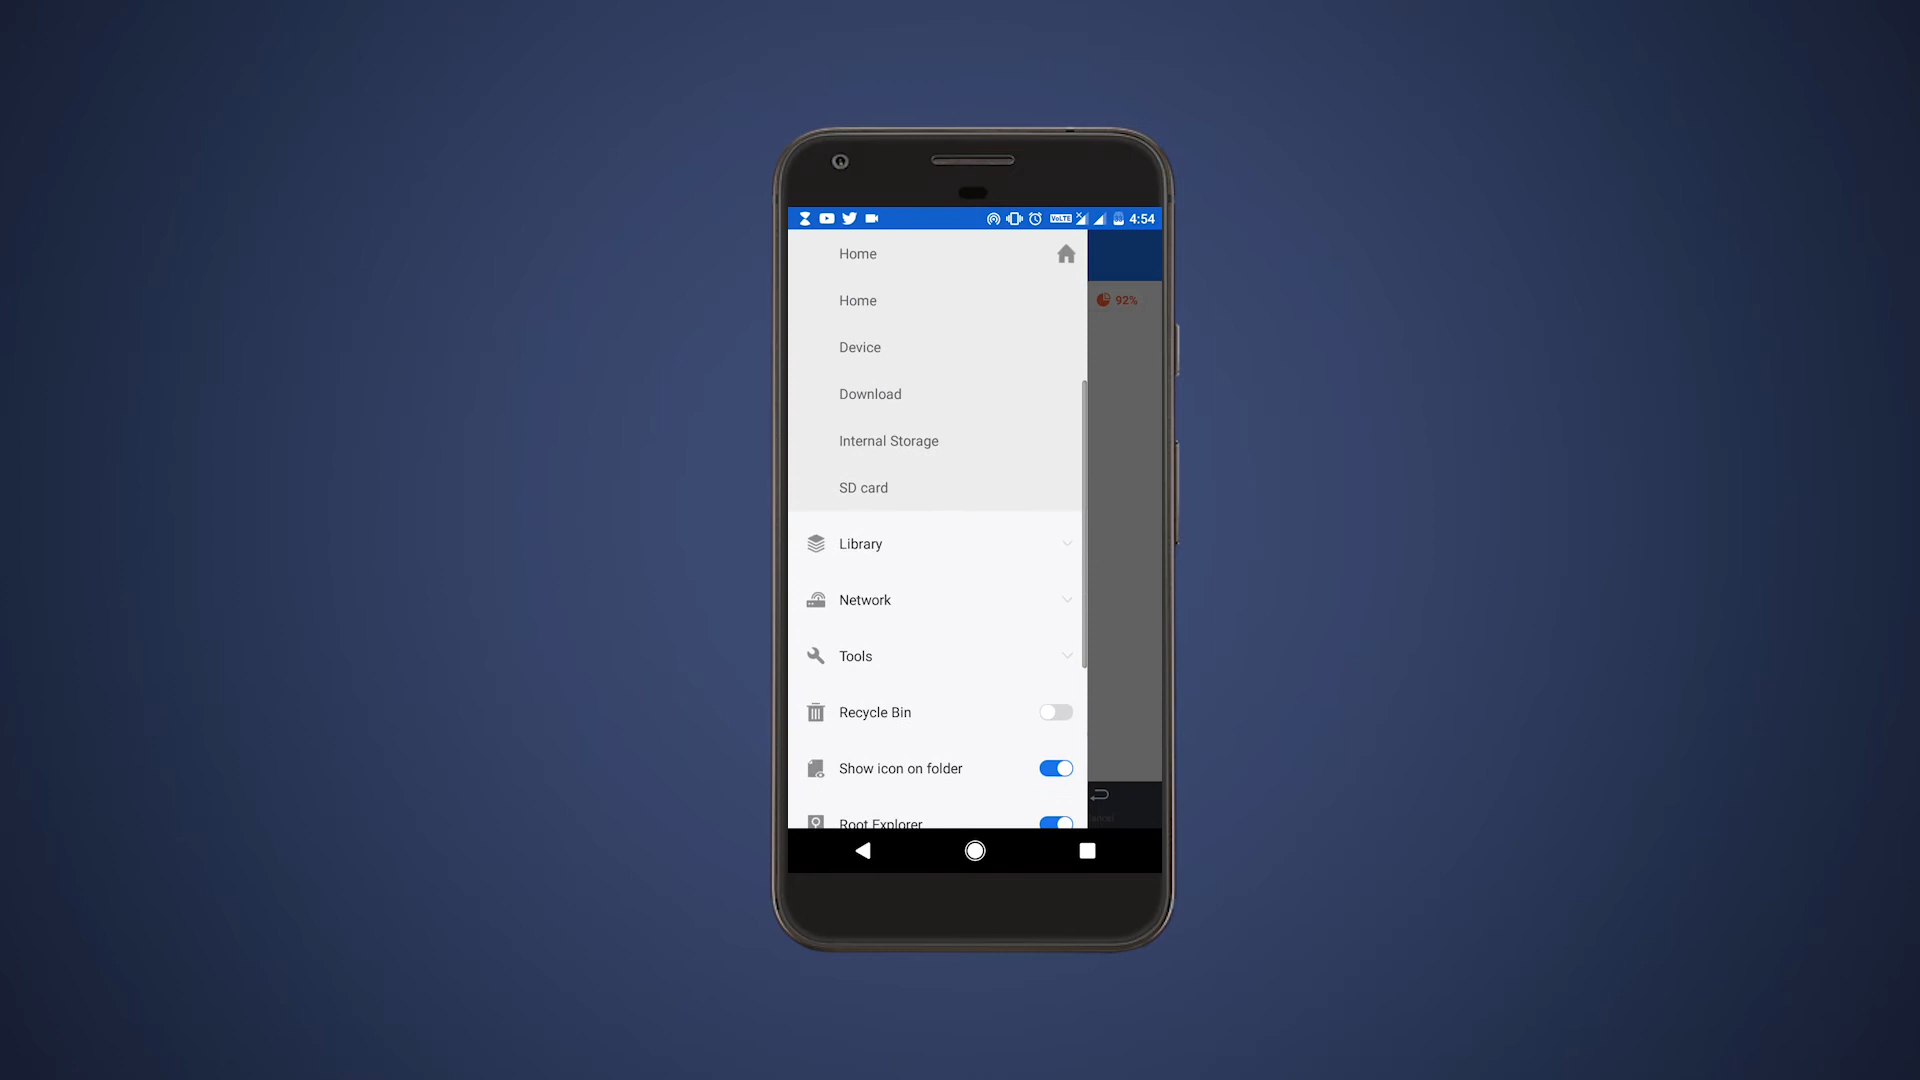 VoLTE 4:54
Home
92%
Home
Device
Download
Internal Storage
SD card
Library
Network
Tools
Recycle Bin
Show icon on folder
Root Explorer